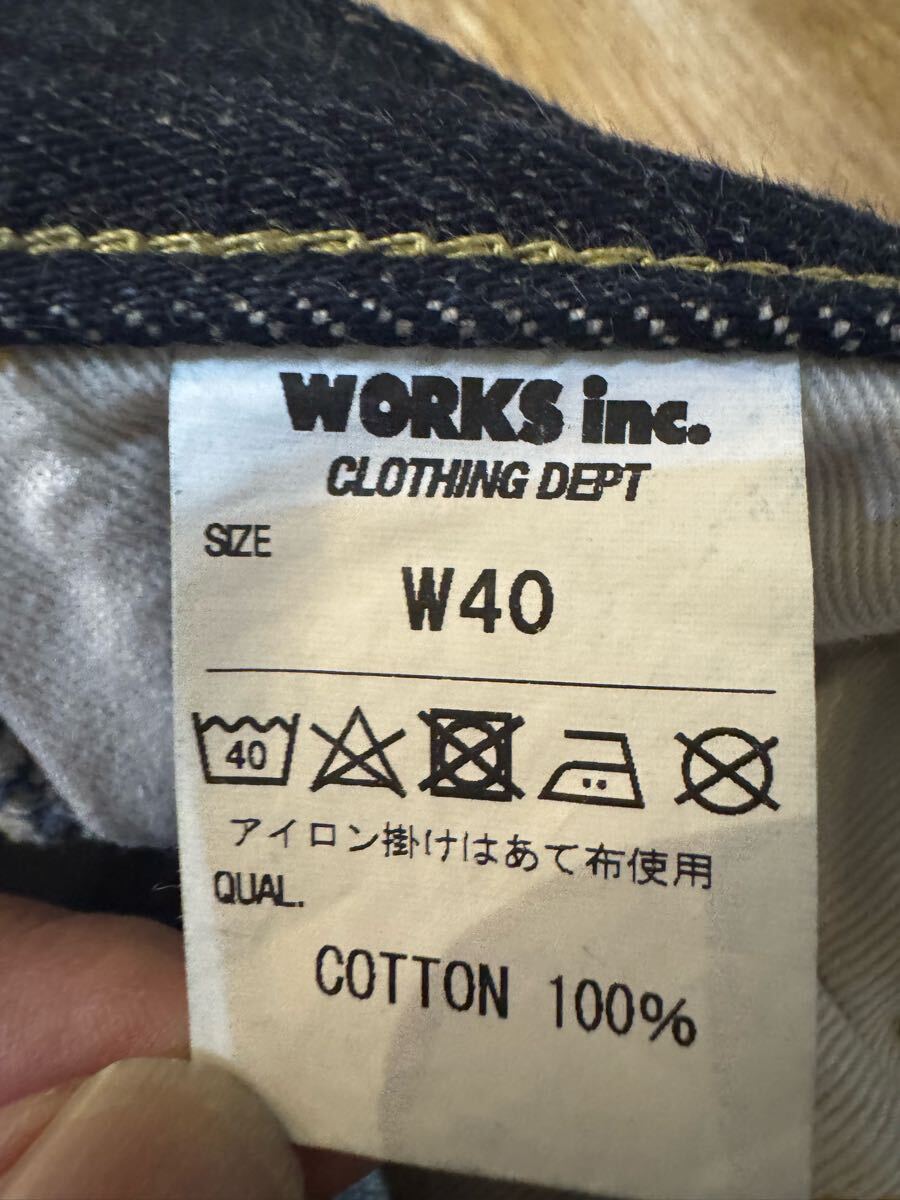 WORKS inc.
CLOTHING DEPT
SIZE
W40
40
アイロン掛けはあて布使用
QUAL.
COTTON 100%